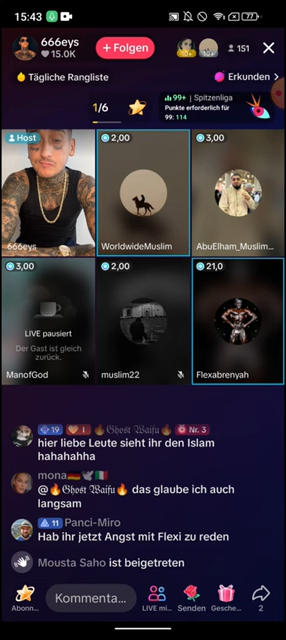 15:43
77
666eys
15.0K
+ Folgen
151
Tägliche Rangliste
Erkunden >
1/6
99+ | Spitzenliga
Punkte erforderlich für
99: 114
Host
2,00
3,00
666eys
WorldwideMuslim
AbuElham_Muslim...
3,00
2,00
21,0
LIVE pausiert
Der Gast ist gleich
zurück.
ManofGod
muslim22
Flexabrenyah
19 i 🔥𝔊𝔥𝔬𝔰𝔱 𝔚𝔞𝔦𝔣𝔲🔥 Nr. 3
hier liebe Leute sieht ihr den Islam
hahahahha
mona🇩🇪🕊🇮🇹
@🔥𝔊𝔥𝔬𝔰𝔱 𝔚𝔞𝔦𝔣𝔲🔥 das glaube ich auch
langsam
11 Panci-Miro
Hab ihr jetzt Angst mit Flexi zu reden
Mousta Saho ist beigetreten
Kommenta...
Abonn...
LIVE mi...
Senden
Gesche...
2